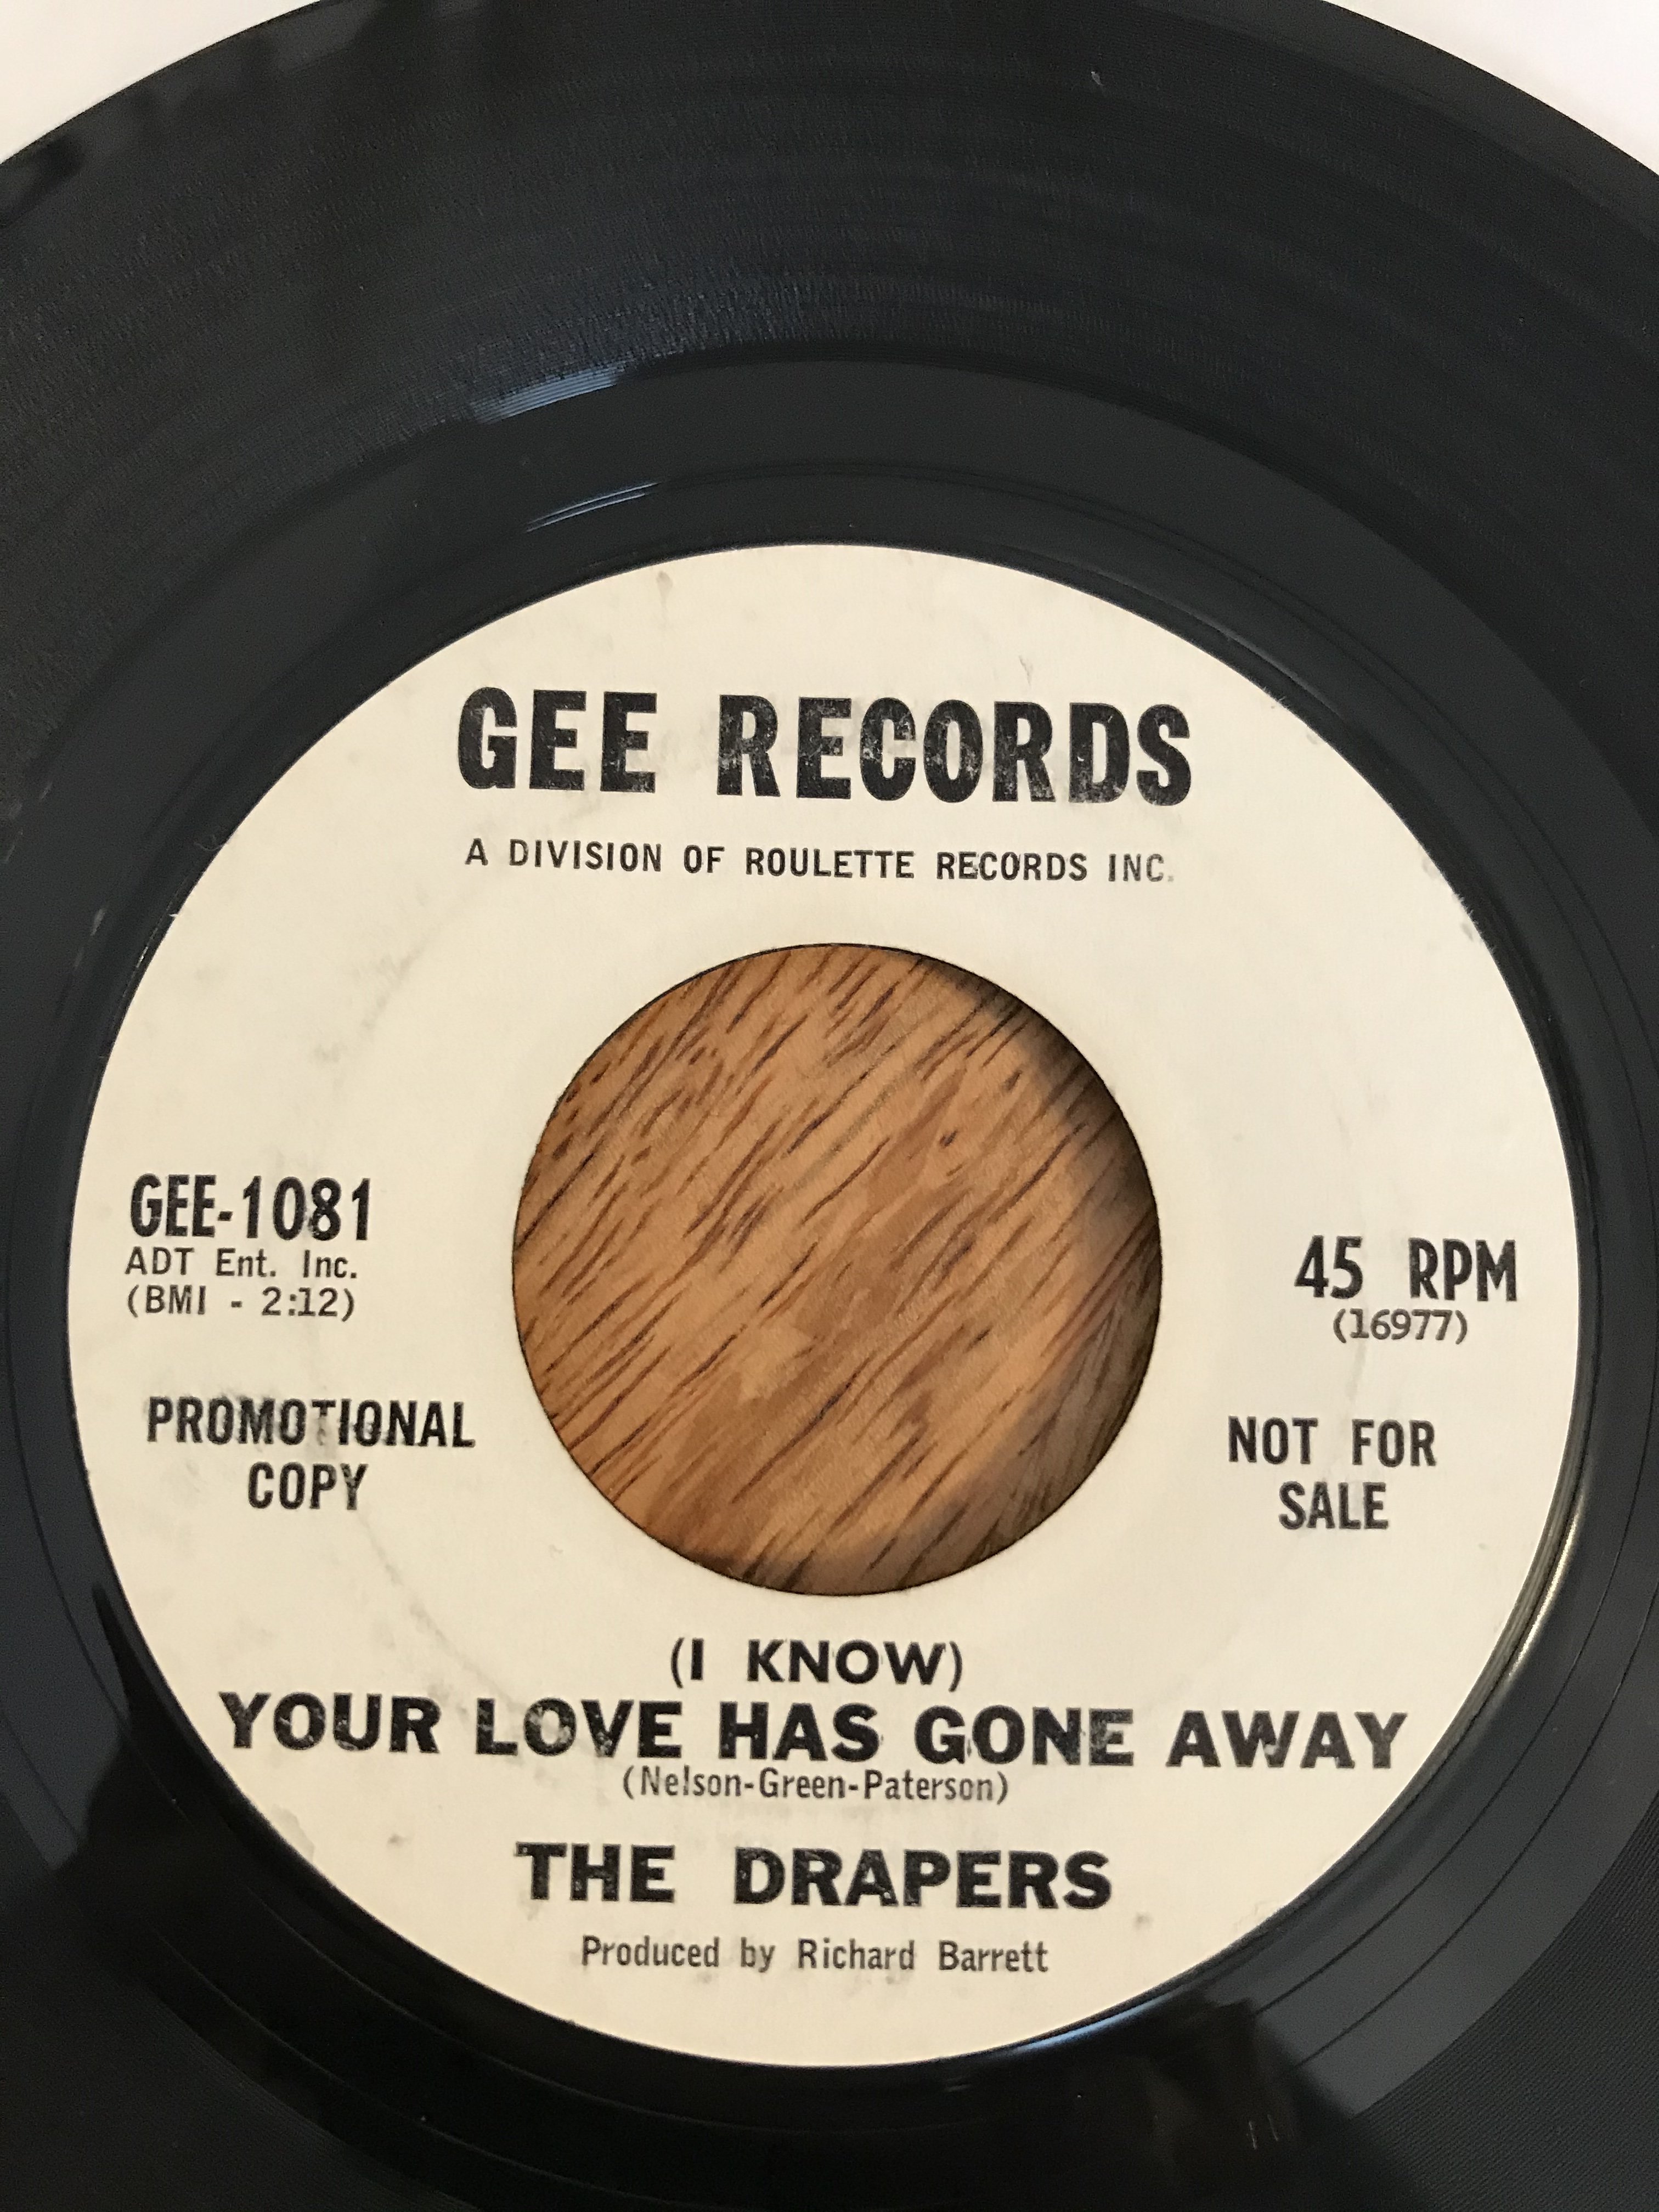 GEE RECORDS
A DIVISION OF ROULETTE RECORDS INC.
GEE-1081
ADT Ent. Inc.
(BMI - 2:12)
45 RPM
(16977)
PROMOTIONAL
COPY
NOT FOR
SALE
(I KNOW)
YOUR LOVE HAS GONE AWAY
(Nelson-Green-Paterson)
THE DRAPERS
Produced by Richard Barrett